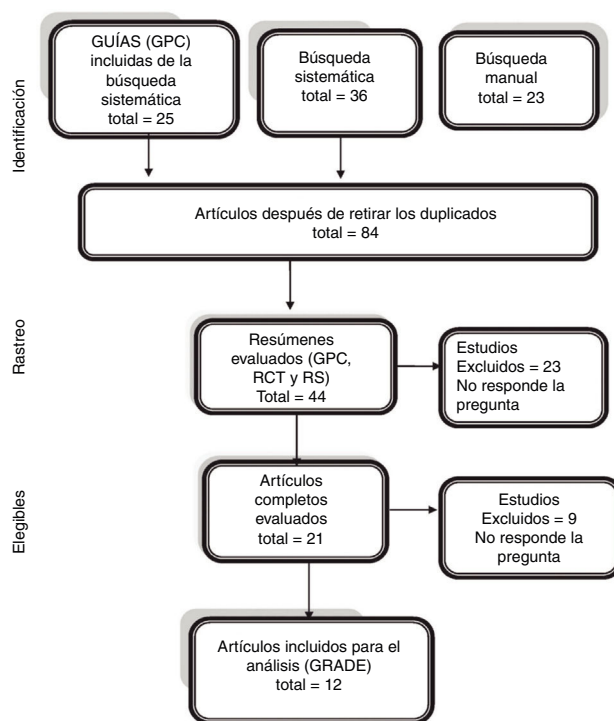 Identificación
GUÍAS (GPC)
incluidas de la
búsqueda
sistemática
total = 25
Búsqueda
sistemática
total = 36
Búsqueda
manual
total = 23
Artículos después de retirar los duplicados
total = 84
Rastreo
Resúmenes
evaluados (GPC,
RCT y RS)
Total = 44
Estudios
Excluidos = 23
No responde la
pregunta
Elegibles
Artículos
completos
evaluados
total = 21
Estudios
Excluidos = 9
No responde la
pregunta
Artículos incluidos para el
análisis (GRADE)
total = 12